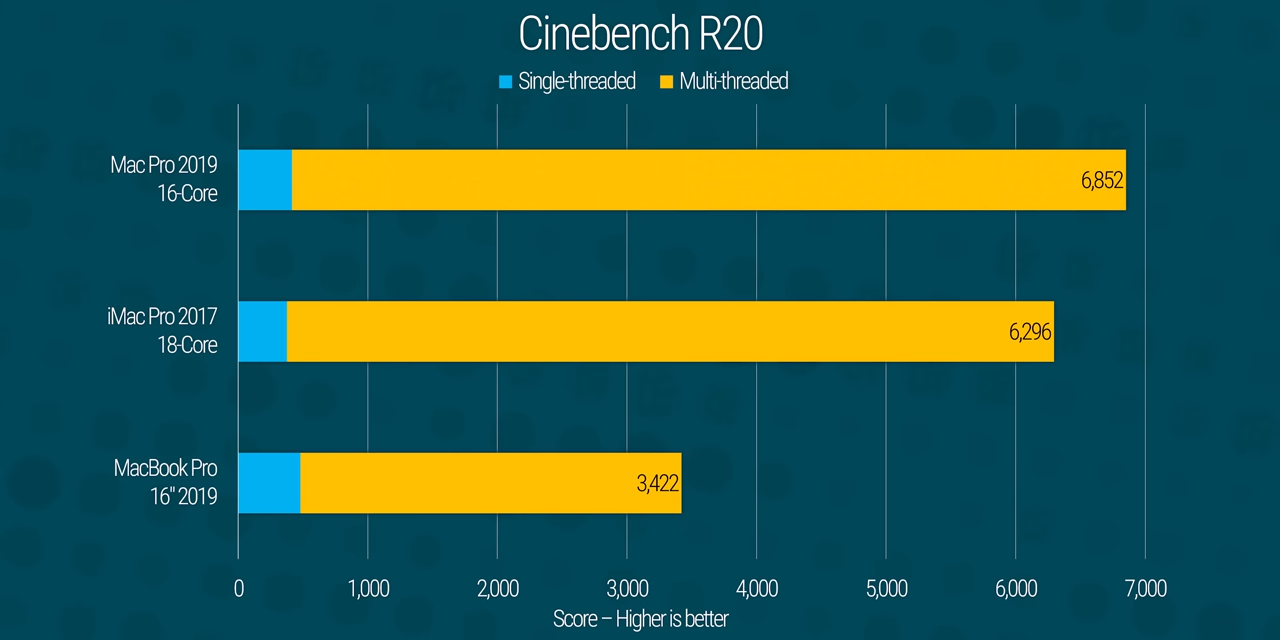 Cinebench R20
Single-threaded Multi-threaded
Mac Pro 2019
16-Core
6,852
iMac Pro 2017
18-Core
6,296
MacBook Pro
16" 2019
3,422
0 1,000 2,000 3,000 4,000 5,000 6,000 7,000
Score – Higher is better